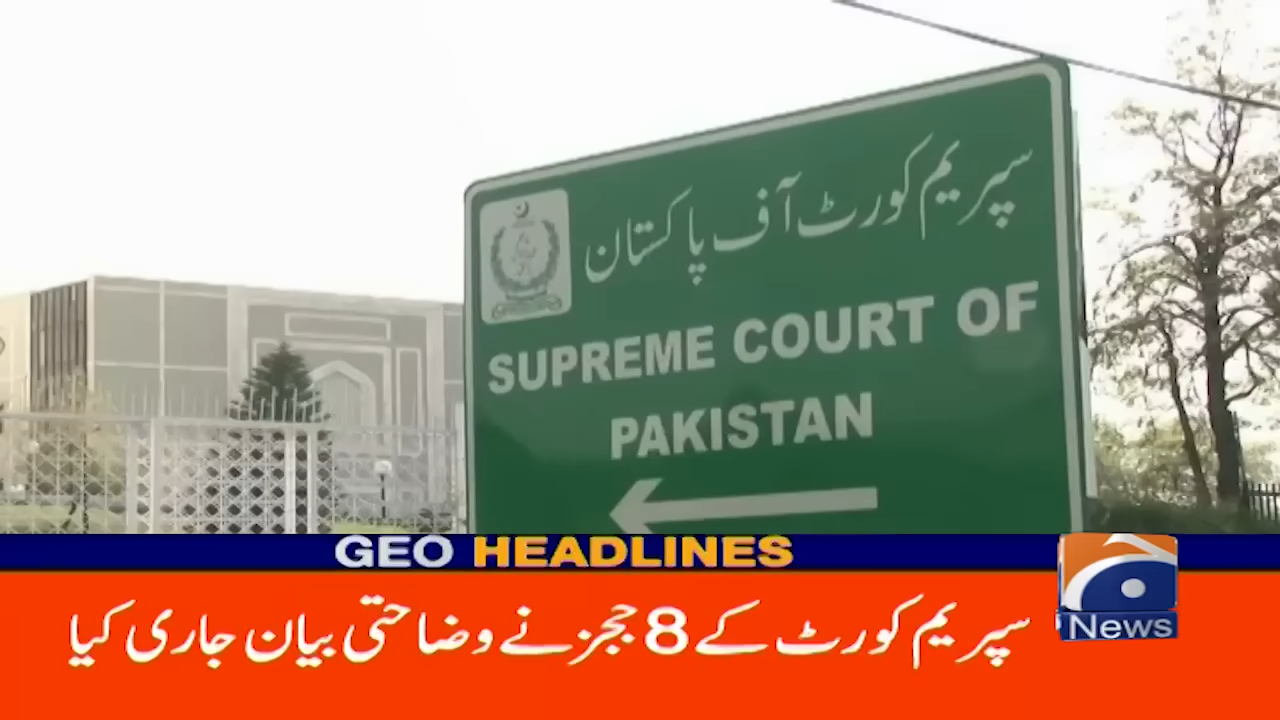 سپریم کورٹ آف پاکستان
SUPREME COURT OF
PAKISTAN
GEO HEADLINES
سپریم کورٹ کے 8 ججز نے وضاحتی بیان جاری کیا
News